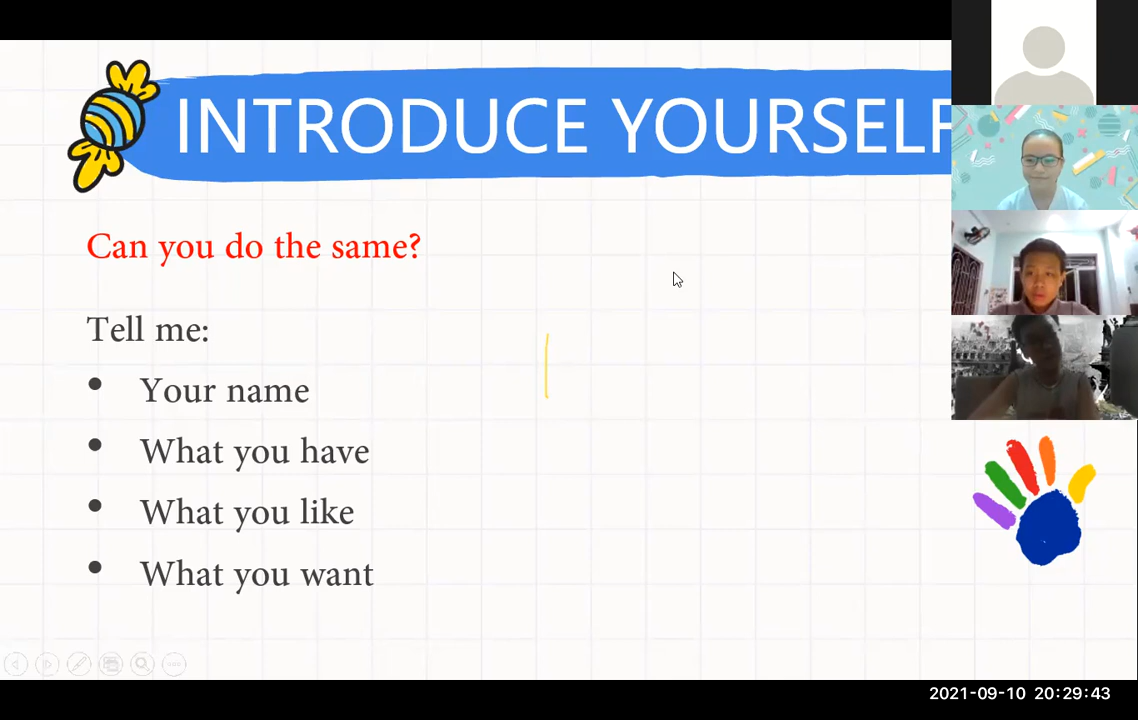 INTRODUCE YOURSELF
Can you do the same?
Tell me:
• Your name
• What you have
• What you like
• What you want
2021-09-10 20:29:43